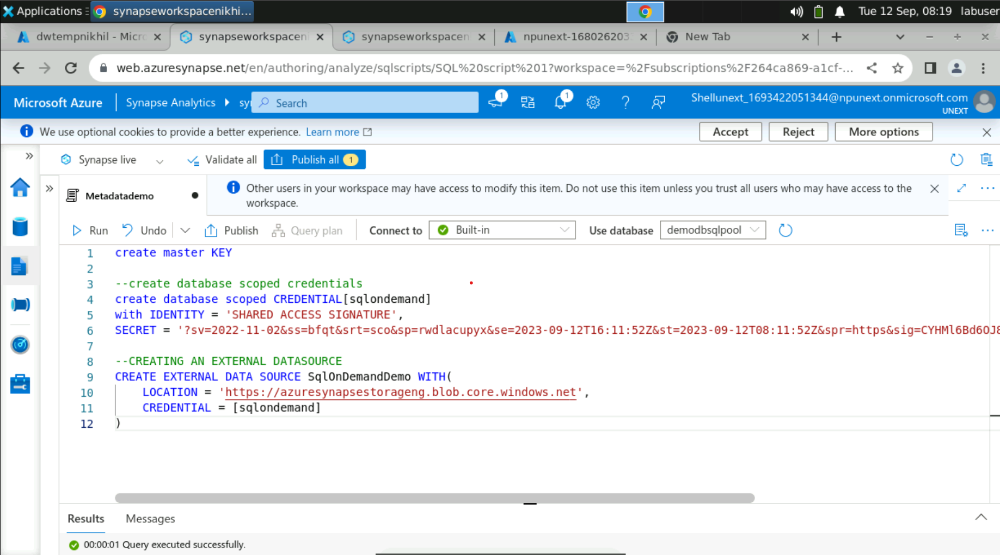 Applications
synapseworkspacenikhi...
Tue 12 Sep, 08:19 labuser
dwtempnikhil - Micro
synapseworkspaceni
synapseworkspacen
npunext-168026203
New Tab
web.azuresynapse.net/en/authoring/analyze/sqlscripts/SQL%20script%201?workspace=%2Fsubscriptions%2F264ca869-a1cf-...
Microsoft Azure
Synapse Analytics
syn
Search
1
1
Shellunext_1693422051344@npunext.onmicrosoft.com
UNEXT
We use optional cookies to provide a better experience. Learn more
Accept
Reject
More options
Synapse live
Validate all
Publish all 1
Metadatademo
Other users in your workspace may have access to modify this item. Do not use this item unless you trust all users who may have access to the
workspace.
Run
Undo
Publish
Query plan
Connect to
Built-in
Use database
demodbsqlpool
1 create master KEY
2
3 --create database scoped credentials
4 create database scoped CREDENTIAL[sqlondemand]
5 with IDENTITY = 'SHARED ACCESS SIGNATURE',
6 SECRET = '?sv=2022-11-02&ss=bfqt&srt=sco&sp=rwdlacupyx&se=2023-09-12T16:11:52Z&st=2023-09-12T08:11:52Z&spr=https&sig=CYHMl6Bd6OJ8
7
8 --CREATING AN EXTERNAL DATASOURCE
9 CREATE EXTERNAL DATA SOURCE SqlOnDemandDemo WITH(
10 LOCATION = 'https://azuresynapsestorageng.blob.core.windows.net',
11 CREDENTIAL = [sqlondemand]
12 )
Results
Messages
00:00:01 Query executed successfully.